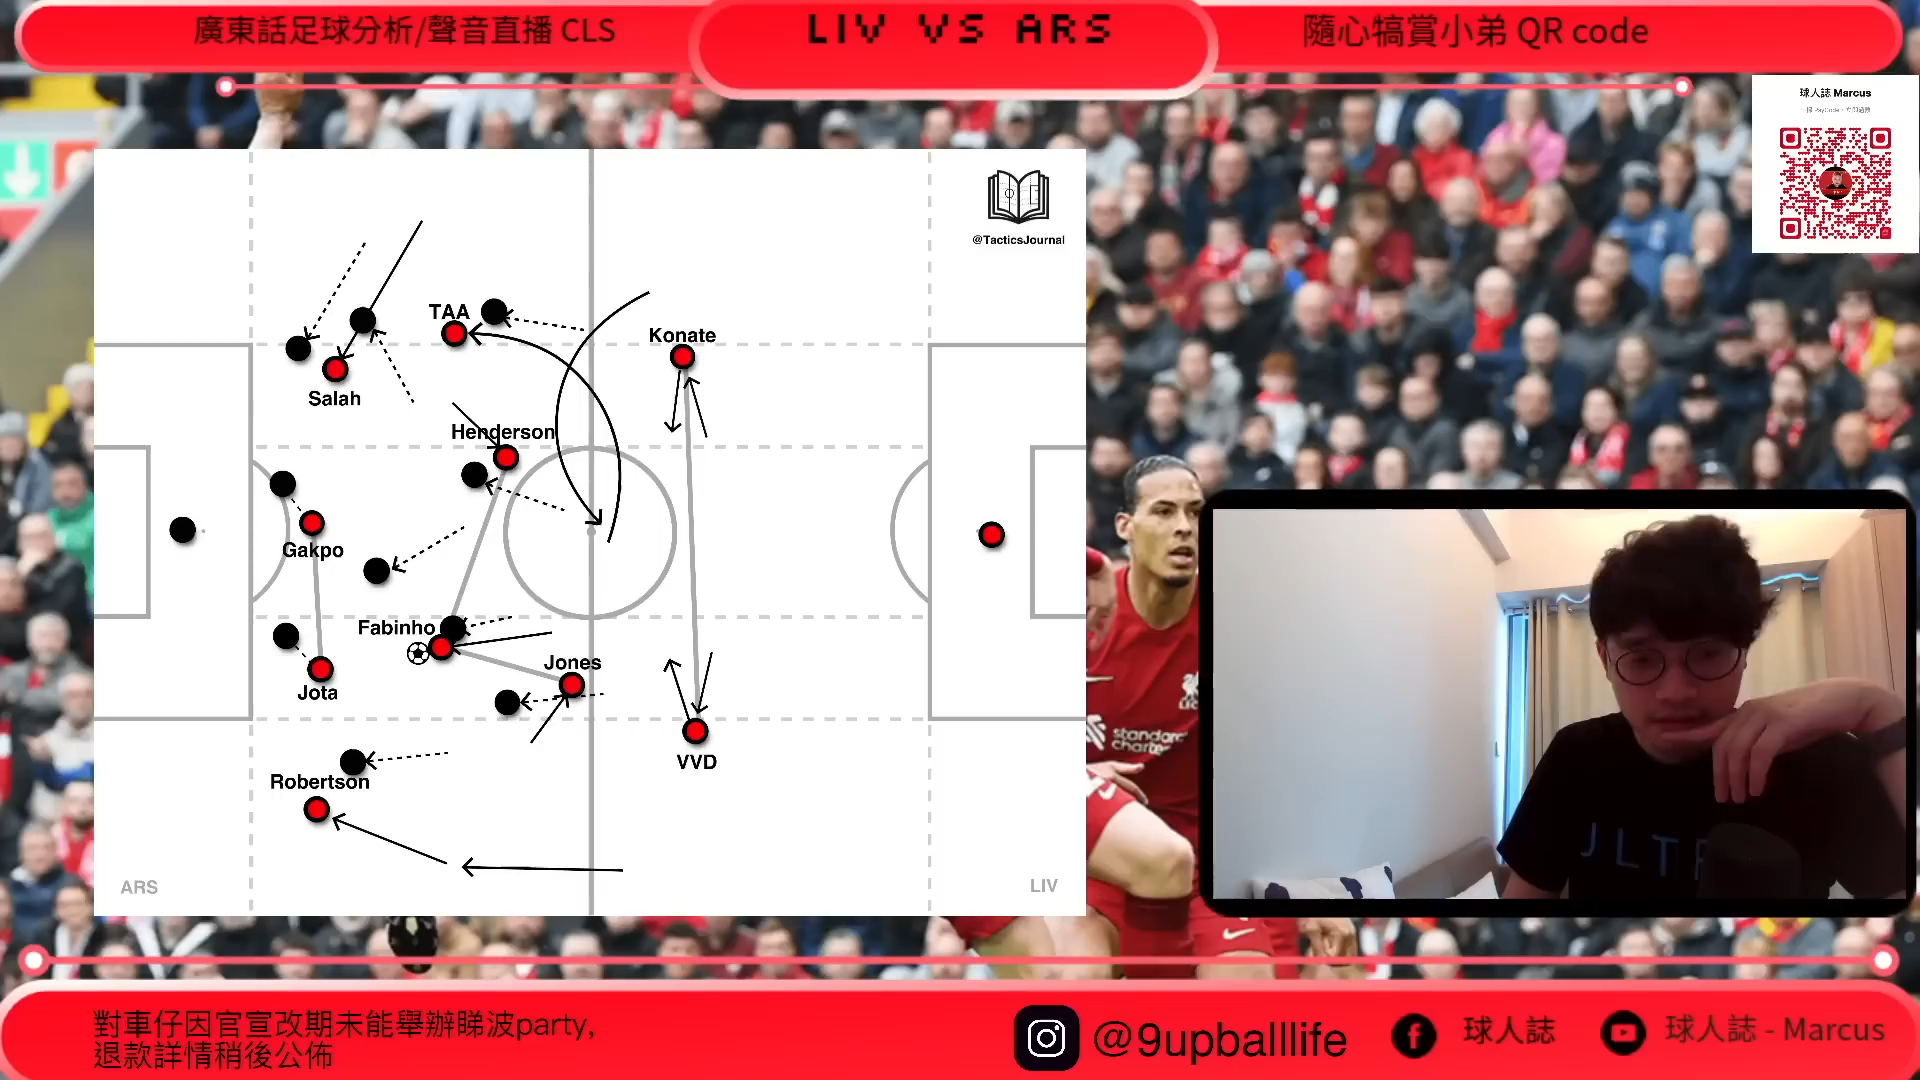 廣東話足球分析/聲音直播 CLS
LIV VS ARS
隨心犒賞小弟 QR code
球人誌 Marcus
@TacticsJournal
TAA
Konate
Salah
Henderson
Gakpo
Fabinho
Jones
Jota
VVD
Robertson
ARS
LIV
standard
JLT
對車仔因官宣改期未能舉辦睇波party,
退款詳情稍後公佈
@9upballlife
球人誌
球人誌 - Marcus